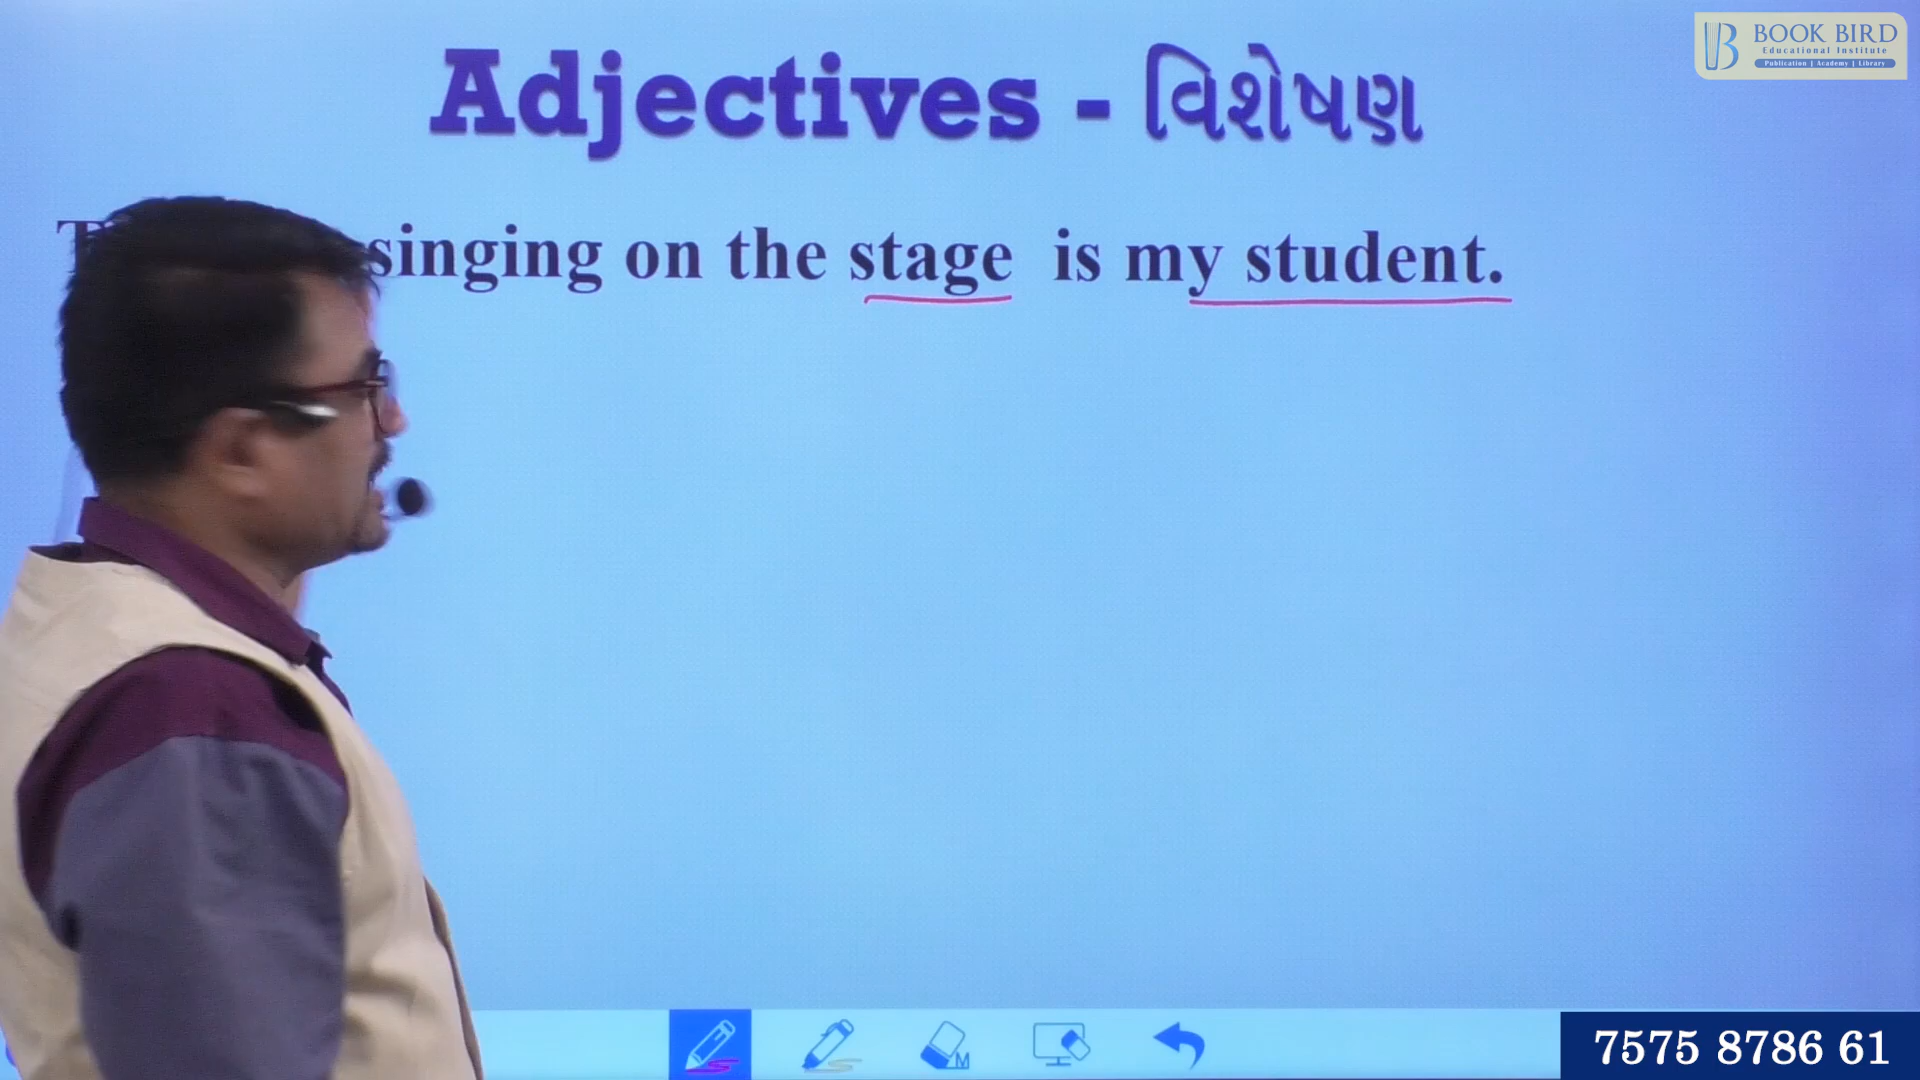 BOOK BIRD
Educational Institute
Publication | Academy | Library
Adjectives - વિશેષણ
singing on the stage is my student.
M
7575 8786 61